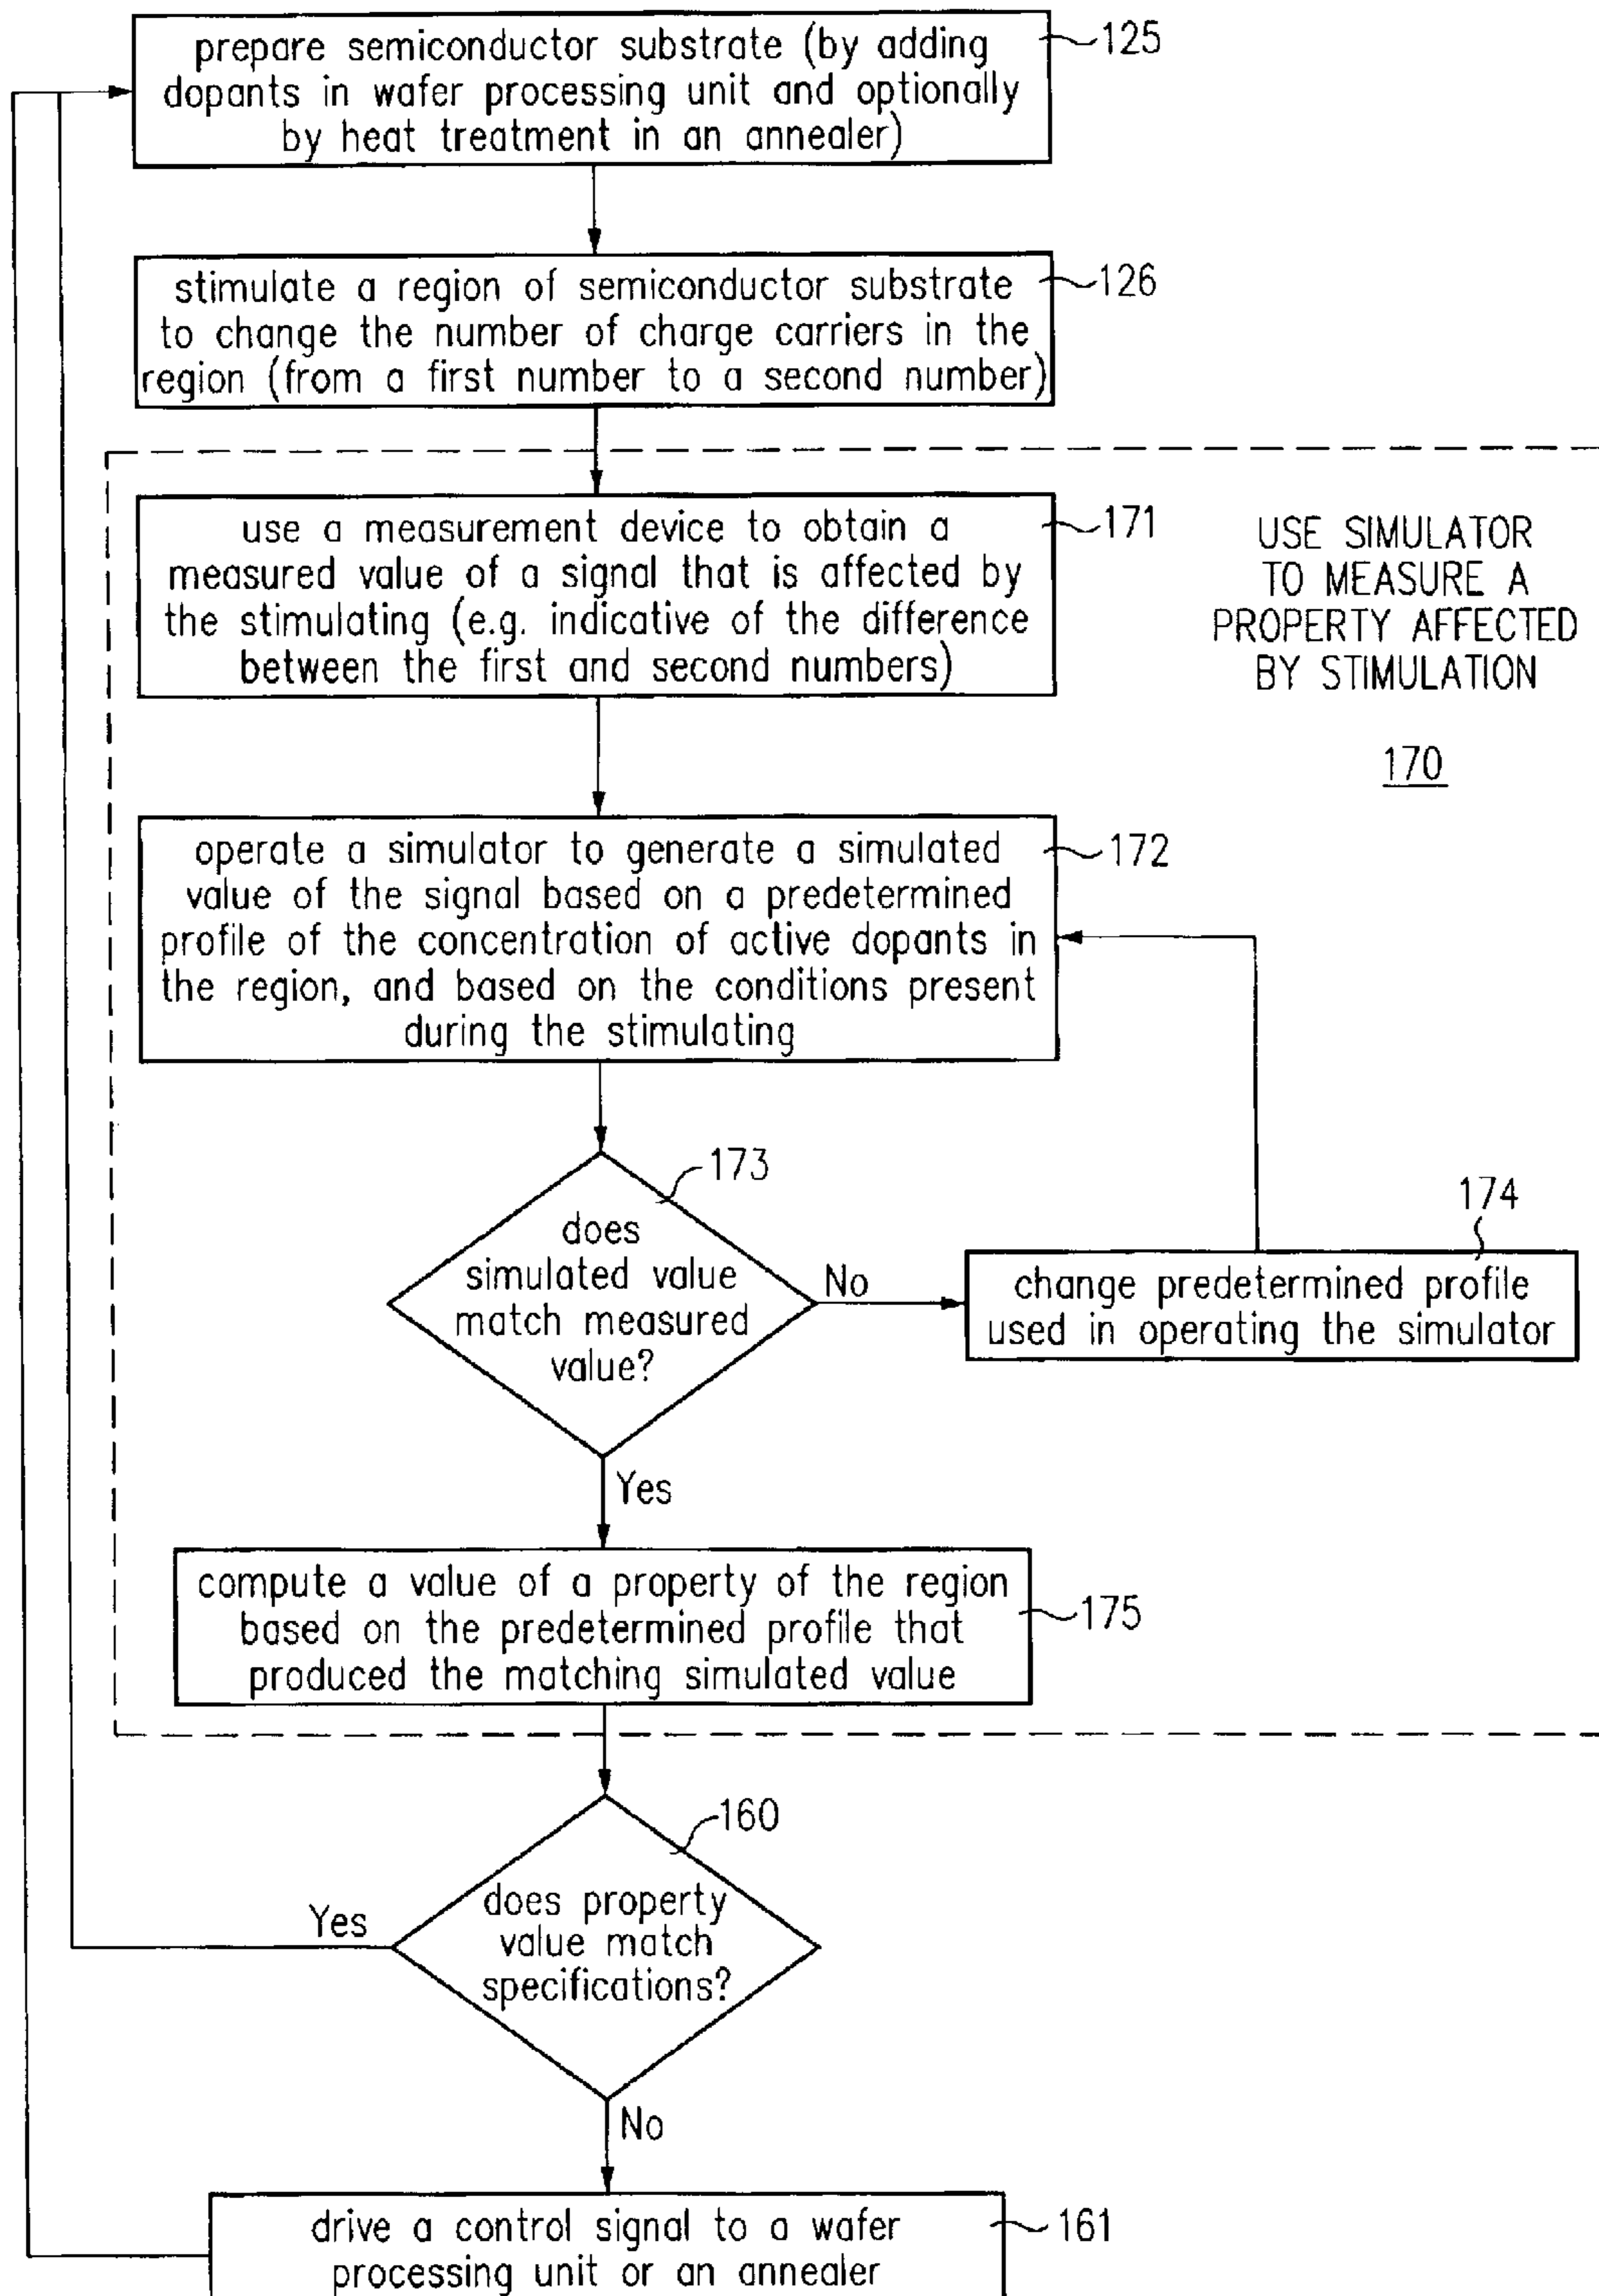 prepare semiconductor substrate (by adding
dopants in wafer processing unit and optionally
by heat treatment in an annealer)
125
stimulate a region of semiconductor substrate
to change the number of charge carriers in the
region (from a first number to a second number)
126
use a measurement device to obtain a
measured value of a signal that is affected by
the stimulating (e.g. indicative of the difference
between the first and second numbers)
171
USE SIMULATOR
TO MEASURE A
PROPERTY AFFECTED
BY STIMULATION
170
operate a simulator to generate a simulated
value of the signal based on a predetermined
profile of the concentration of active dopants in
the region, and based on the conditions present
during the stimulating
172
173
does
simulated value
match measured
value?
No
174
change predetermined profile
used in operating the simulator
Yes
compute a value of a property of the region
based on the predetermined profile that
produced the matching simulated value
175
160
does property
value match
specifications?
Yes
No
drive a control signal to a wafer
processing unit or an annealer
161